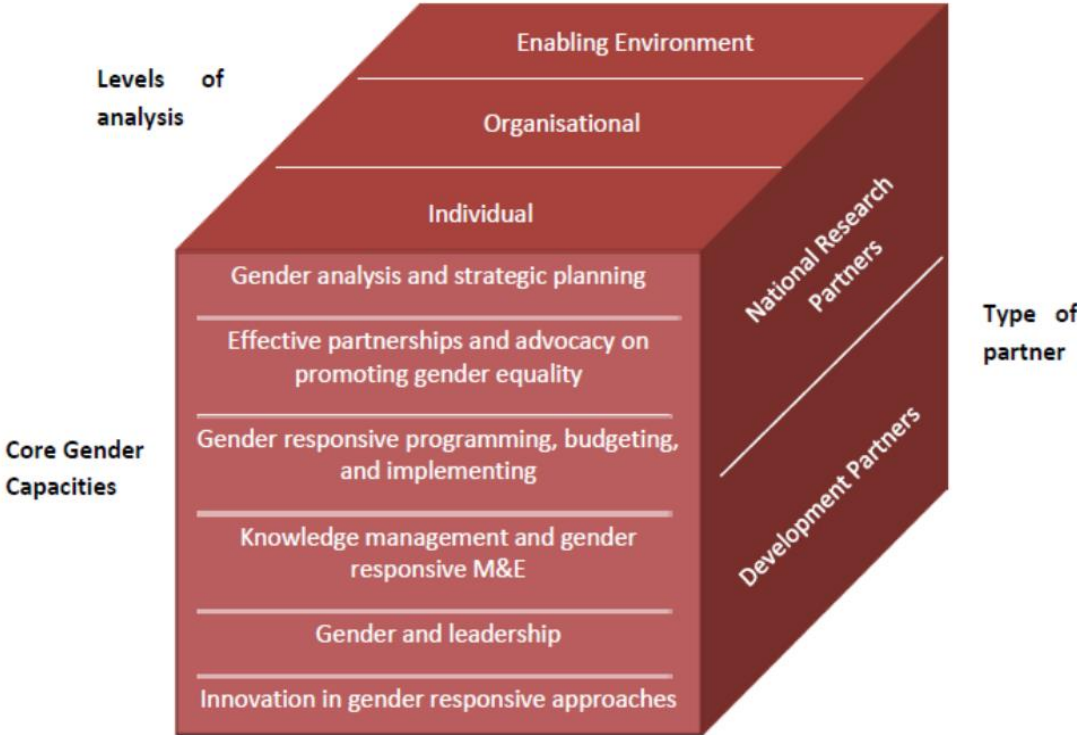 Enabling Environment
Levels of
analysis
Organisational
Individual
Gender analysis and strategic planning
Effective partnerships and advocacy on
promoting gender equality
Gender responsive programming, budgeting,
and implementing
Knowledge management and gender
responsive M&E
Gender and leadership
Innovation in gender responsive approaches
Core Gender
Capacities
National Research
Partners
Development Partners
Type of
partner